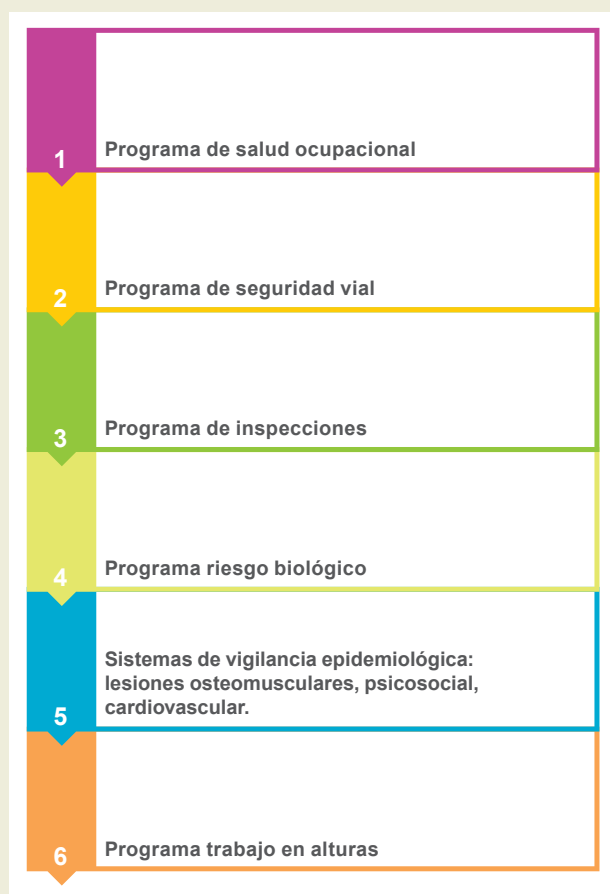 1
Programa de salud ocupacional
2
Programa de seguridad vial
3
Programa de inspecciones
4
Programa riesgo biológico
Sistemas de vigilancia epidemiológica:
lesiones osteomusculares, psicosocial,
cardiovascular.
5
6
Programa trabajo en alturas